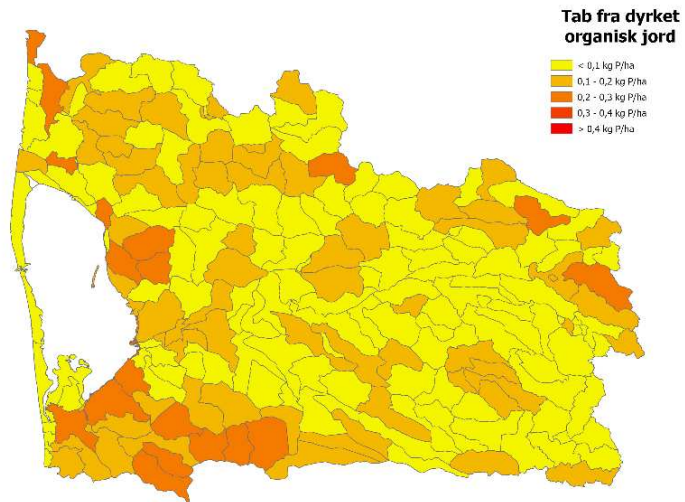 Tab fra dyrket
organisk jord
< 0,1 kg P/ha
0,1 - 0,2 kg P/ha
0,2 - 0,3 kg P/ha
0,3 - 0,4 kg P/ha
> 0,4 kg P/ha